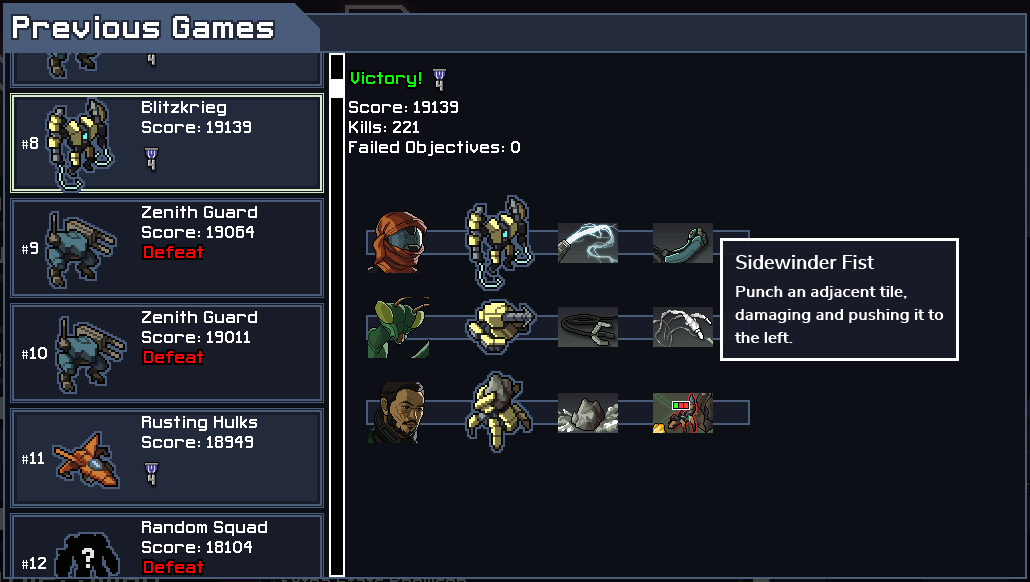 Previous Games
Blitzkrieg
Score: 19139
#8
Zenith Guard
Score: 19064
#9
Defeat
Zenith Guard
Score: 19011
#10
Defeat
Rusting Hulks
Score: 18949
#11
Random Squad
Score: 18104
#12
Defeat
?
Victory!
Score: 19139
Kills: 221
Failed Objectives: 0
Sidewinder Fist
Punch an adjacent tile,
damaging and pushing it to
the left.